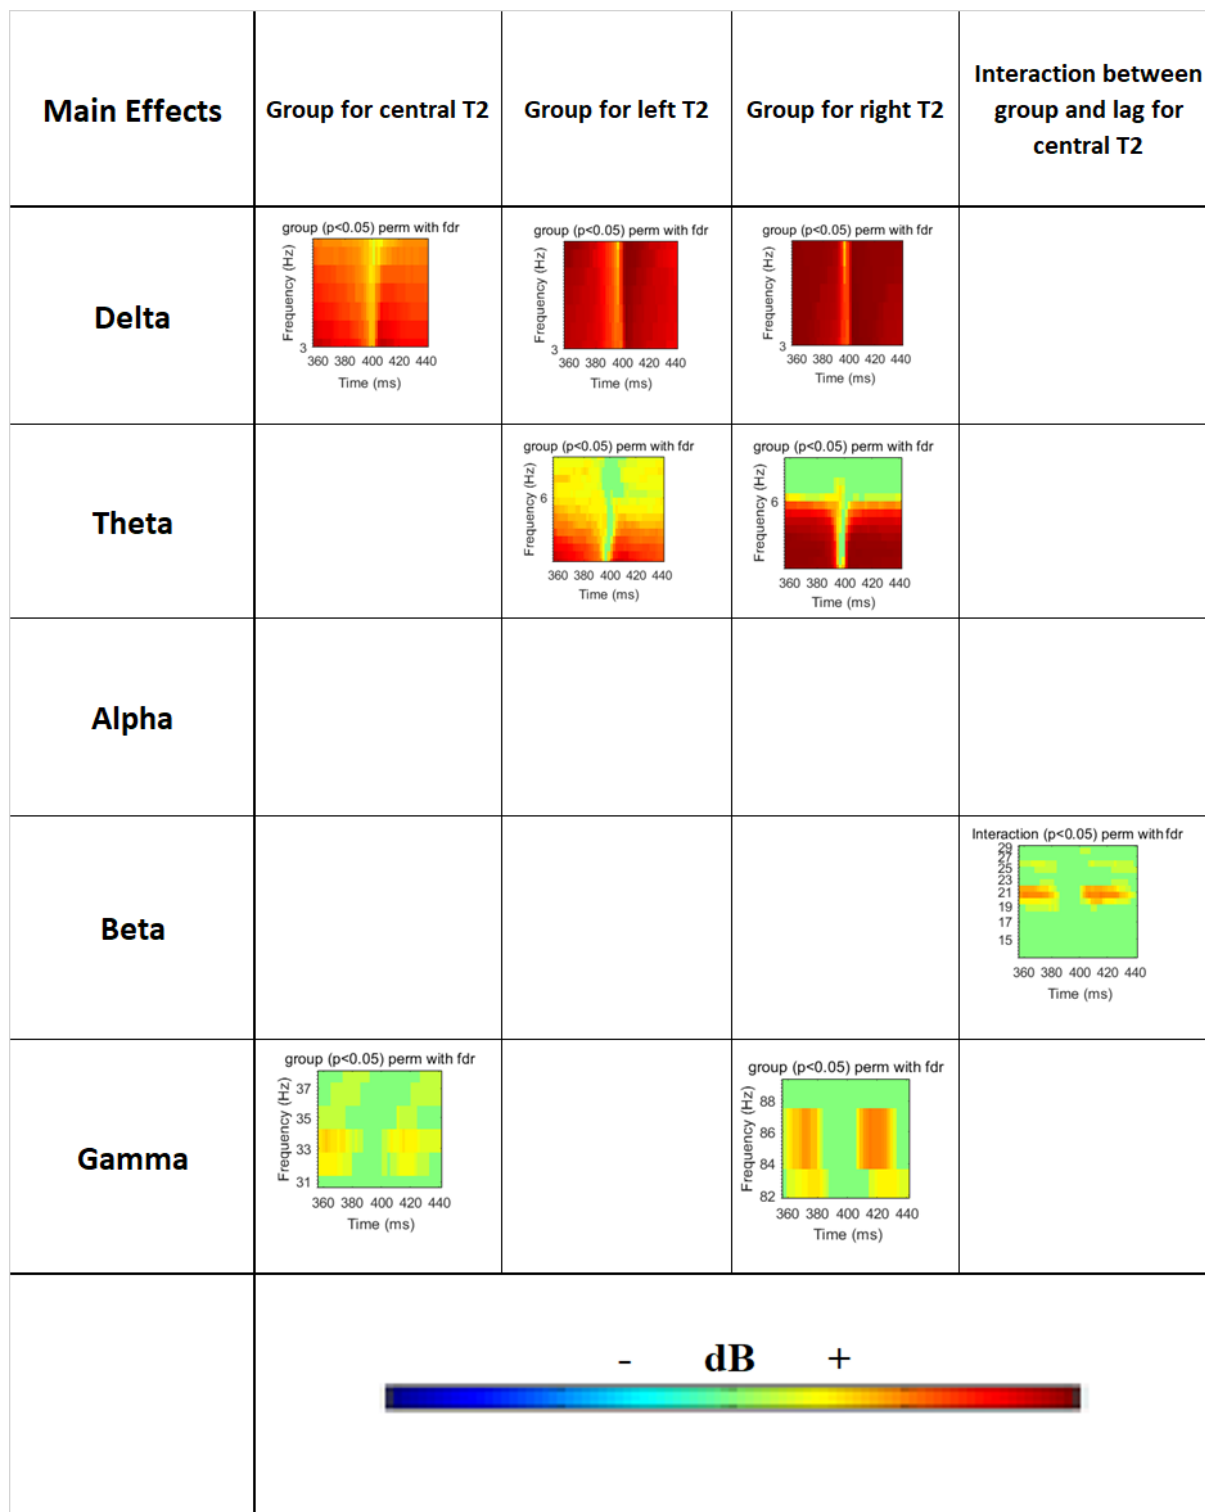 Main Effects
Group for central T2
Group for left T2
Group for right T2
Interaction between
group and lag for
central T2
Delta
group (p<0.05) perm with fdr
Frequency (Hz)
3
360 380 400 420 440
Time (ms)
group (p<0.05) perm with fdr
Frequency (Hz)
3
360 380 400 420 440
Time (ms)
group (p<0.05) perm with fdr
Frequency (Hz)
3
360 380 400 420 440
Time (ms)
Theta
group (p<0.05) perm with fdr
Frequency (Hz)
6
360 380 400 420 440
Time (ms)
group (p<0.05) perm with fdr
Frequency (Hz)
6
360 380 400 420 440
Time (ms)
Alpha
Beta
Interaction (p<0.05) perm with fdr
29
27
25
23
21
19
17
15
360 380 400 420 440
Time (ms)
Gamma
group (p<0.05) perm with fdr
Frequency (Hz)
37
35
33
31
360 380 400 420 440
Time (ms)
group (p<0.05) perm with fdr
Frequency (Hz)
88
86
84
82
360 380 400 420 440
Time (ms)
- dB +